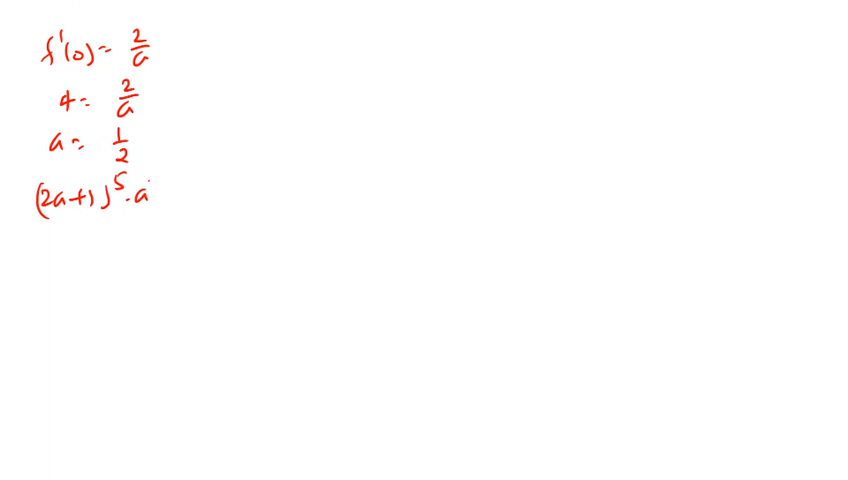 f'(0) = 2/a
4 = 2/a
a = 1/2
(2a+1)^5 . a